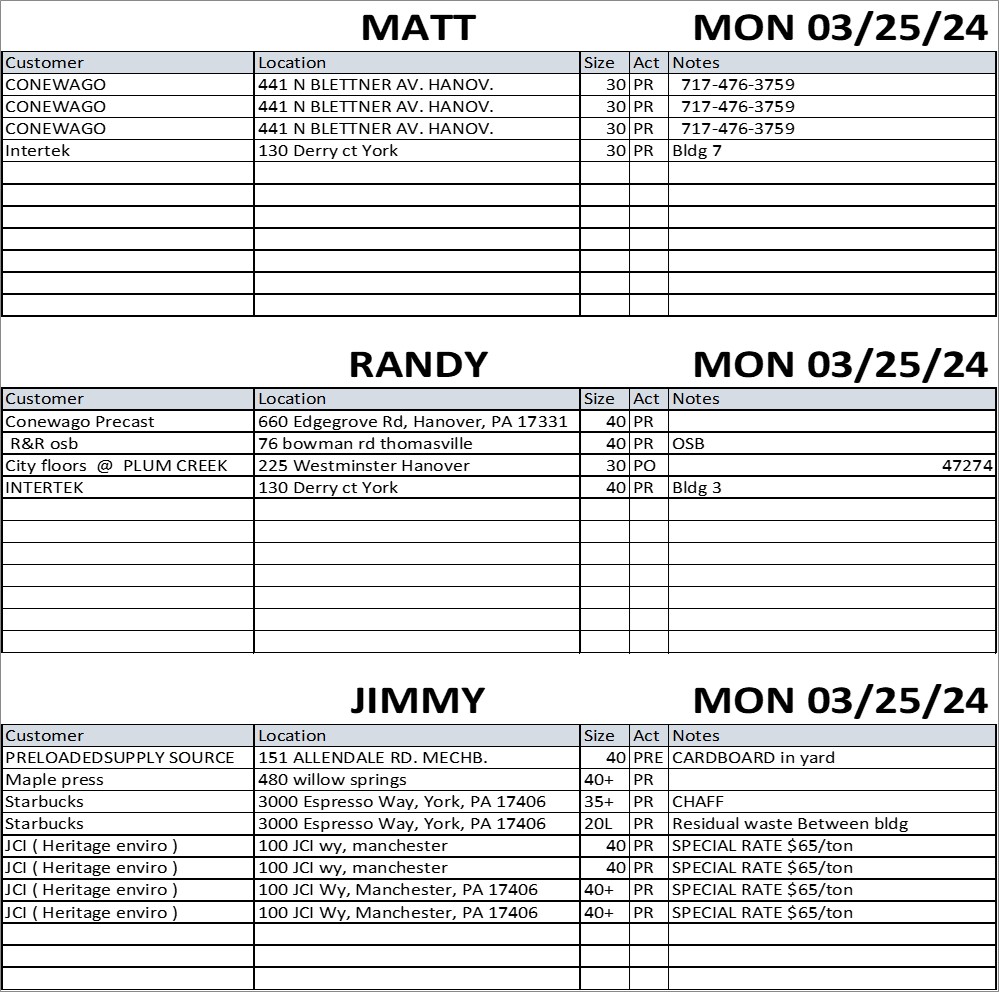 MATT MON 03/25/24
Customer Location Size Act Notes
CONEWAGO 441 N BLETTNER AV. HANOV. 30 PR 717-476-3759
CONEWAGO 441 N BLETTNER AV. HANOV. 30 PR 717-476-3759
CONEWAGO 441 N BLETTNER AV. HANOV. 30 PR 717-476-3759
Intertek 130 Derry ct York 30 PR Bldg 7
RANDY MON 03/25/24
Customer Location Size Act Notes
Conewago Precast 660 Edgegrove Rd, Hanover, PA 17331 40 PR
R&R osb 76 bowman rd thomasville 40 PR OSB
City floors @ PLUM CREEK 225 Westminster Hanover 30 PO 47274
INTERTEK 130 Derry ct York 40 PR Bldg 3
JIMMY MON 03/25/24
Customer Location Size Act Notes
PRELOADEDSUPPLY SOURCE 151 ALLENDALE RD. MECHB. 40 PRE CARDBOARD in yard
Maple press 480 willow springs 40+ PR
Starbucks 3000 Espresso Way, York, PA 17406 35+ PR CHAFF
Starbucks 3000 Espresso Way, York, PA 17406 20L PR Residual waste Between bldg
JCI ( Heritage enviro ) 100 JCI wy, manchester 40 PR SPECIAL RATE $65/ton
JCI ( Heritage enviro ) 100 JCI wy, manchester 40 PR SPECIAL RATE $65/ton
JCI ( Heritage enviro ) 100 JCI Wy, Manchester, PA 17406 40+ PR SPECIAL RATE $65/ton
JCI ( Heritage enviro ) 100 JCI Wy, Manchester, PA 17406 40+ PR SPECIAL RATE $65/ton